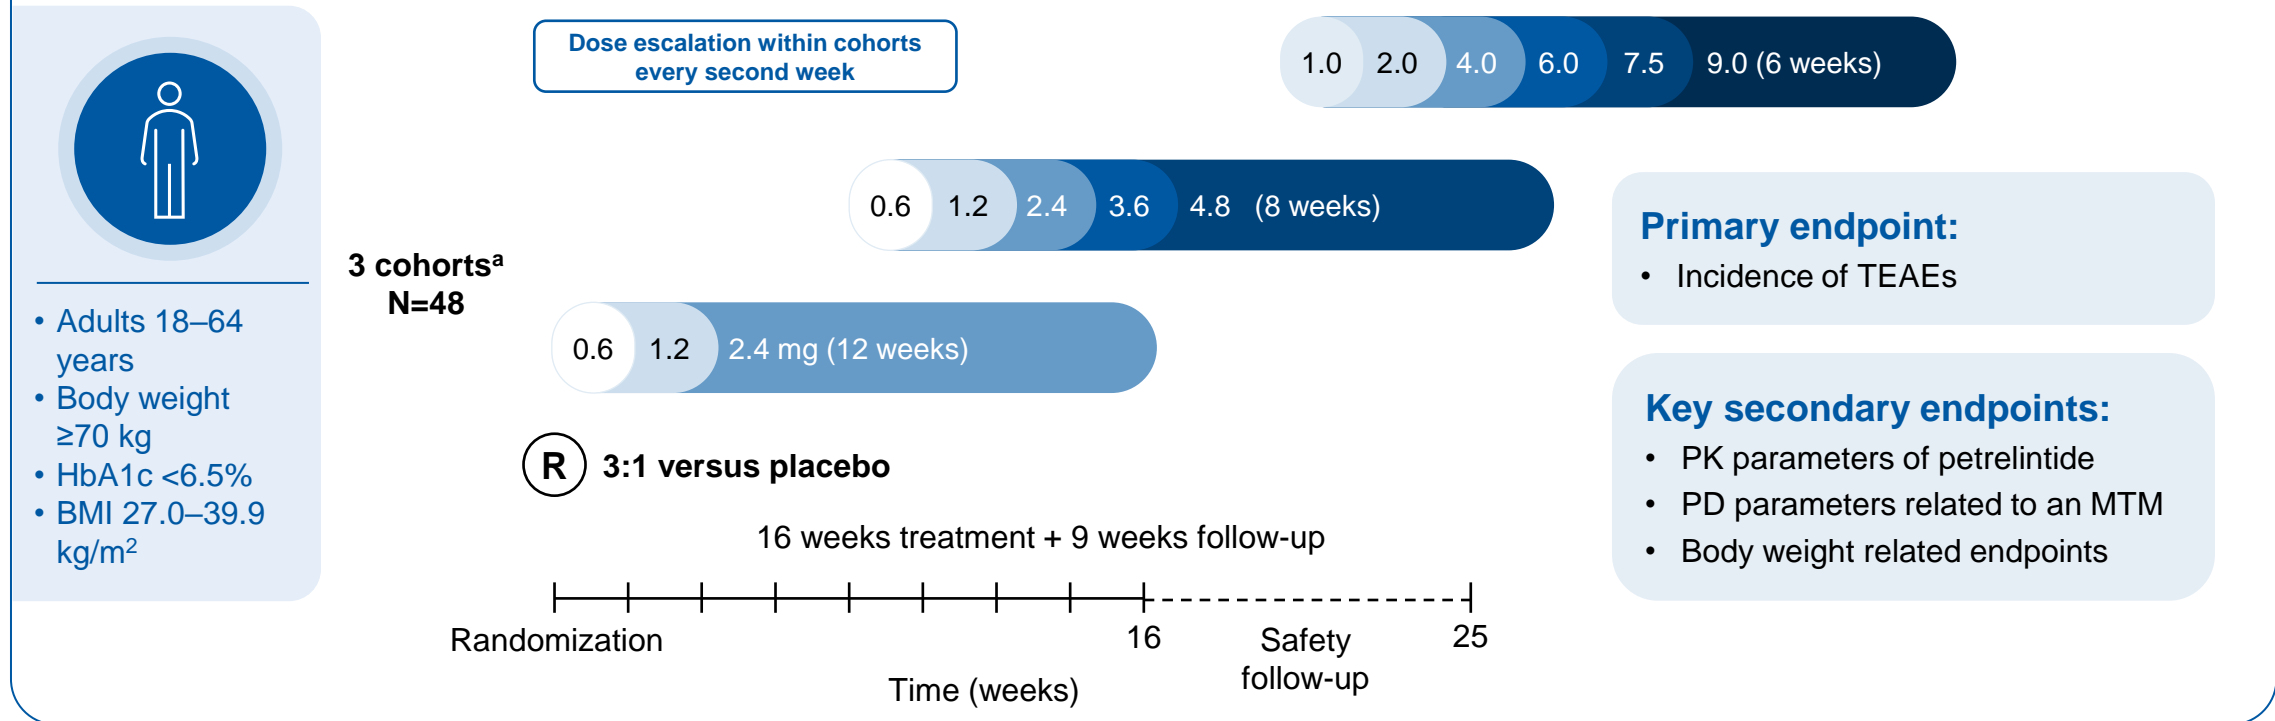 Adults 18–64
years
Body weight
≥70 kg
HbA1c <6.5%
BMI 27.0–39.9
kg/m²
Dose escalation within cohorts
every second week
3 cohortsᵃ
N=48
1.0 2.0 4.0 6.0 7.5 9.0 (6 weeks)
0.6 1.2 2.4 3.6 4.8 (8 weeks)
0.6 1.2 2.4 mg (12 weeks)
R 3:1 versus placebo
16 weeks treatment + 9 weeks follow-up
Randomization 16 Safety 25
follow-up
Time (weeks)
Primary endpoint:
• Incidence of TEAEs
Key secondary endpoints:
• PK parameters of petrelintide
• PD parameters related to an MTM
• Body weight related endpoints